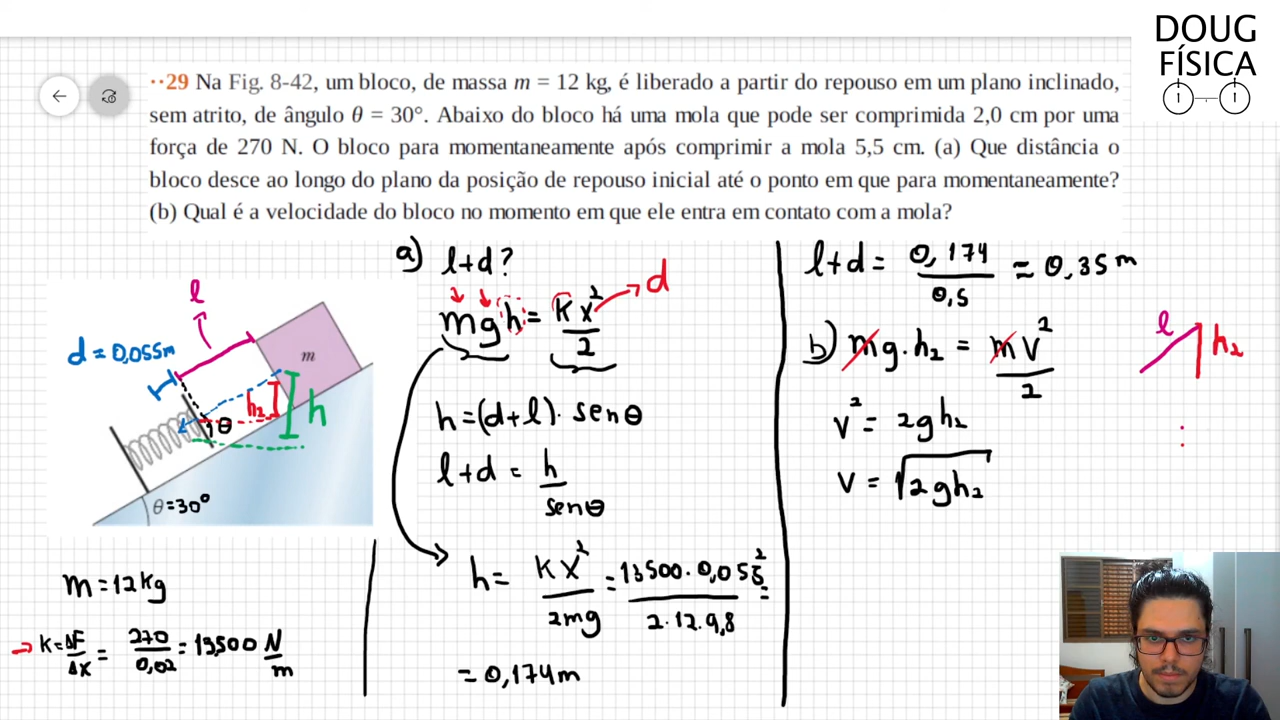 DOUG
FÍSICA
··29 Na Fig. 8-42, um bloco, de massa m = 12 kg, é liberado a partir do repouso em um plano inclinado,
sem atrito, de ângulo θ = 30°. Abaixo do bloco há uma mola que pode ser comprimida 2,0 cm por uma
força de 270 N. O bloco para momentaneamente após comprimir a mola 5,5 cm. (a) Que distância o
bloco desce ao longo do plano da posição de repouso inicial até o ponto em que para momentaneamente?
(b) Qual é a velocidade do bloco no momento em que ele entra em contato com a mola?
l
d = 0,055m
m
h₂
h
θ
θ=30°
m = 12kg
→ k = ΔF/Δx = 270/0,02 = 13500 N/m
a) l+d?
mgh = kx²/2 → d
h = (d+l) · senθ
l+d = h/senθ
h = kx²/2mg = 13500 · 0,055²/2·12·9,8 =
= 0,174m
l+d = 0,174/0,5 ≈ 0,35m
b) mg·h₂ = mv²/2
v² = 2gh₂
v = √2gh₂
l
h₂